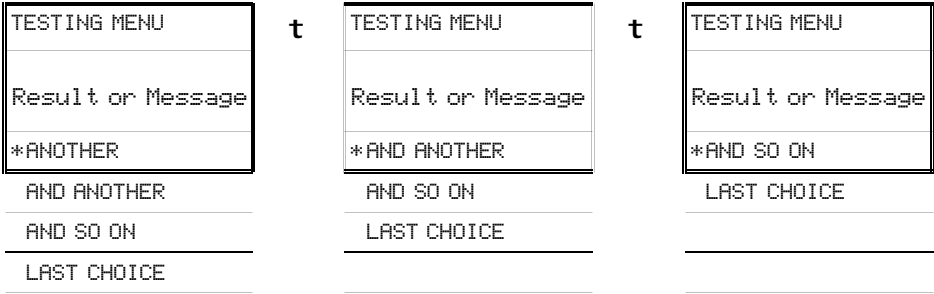 TESTING MENU
Result or Message
*ANOTHER
AND ANOTHER
AND SO ON
LAST CHOICE
t
TESTING MENU
Result or Message
*AND ANOTHER
AND SO ON
LAST CHOICE
t
TESTING MENU
Result or Message
*AND SO ON
LAST CHOICE